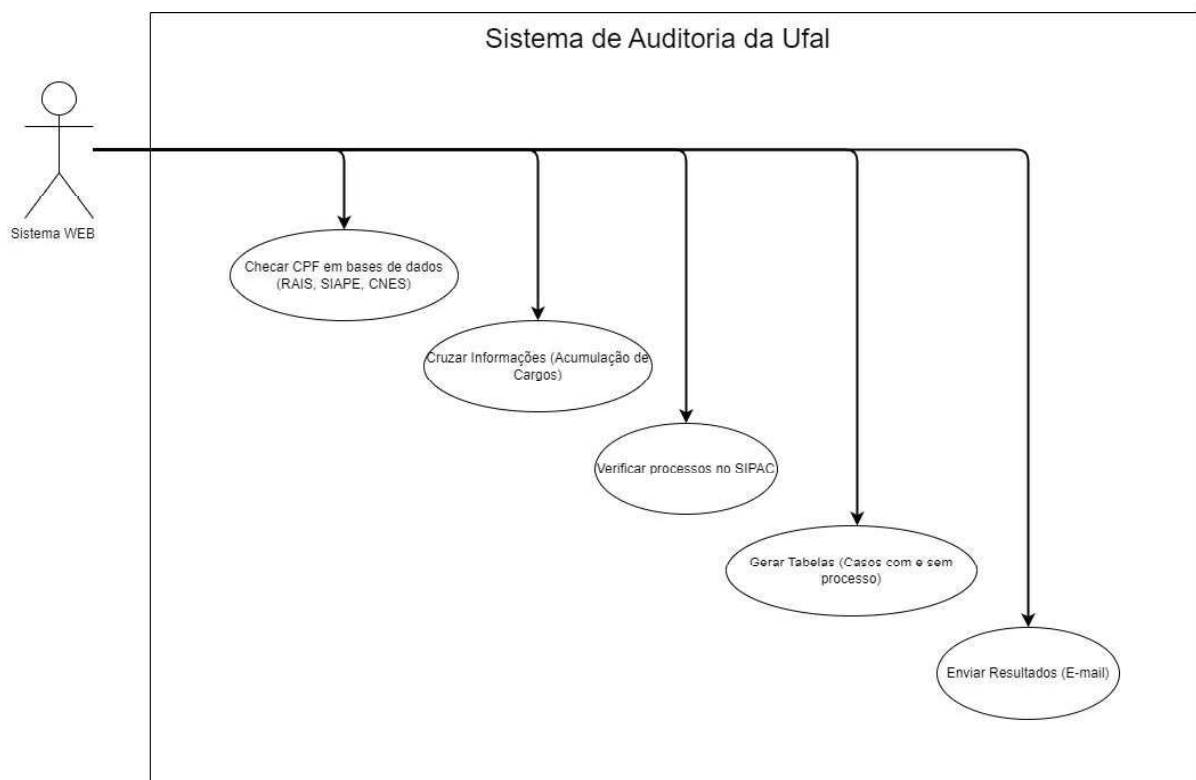 Sistema de Auditoria da Ufal
Sistema WEB
Checar CPF em bases de dados
(RAIS, SIAPE, CNES)
Cruzar Informações (Acumulação de
Cargos)
Verificar processos no SIPAC
Gerar Tabelas (Casos com e sem
processo)
Enviar Resultados (E-mail)